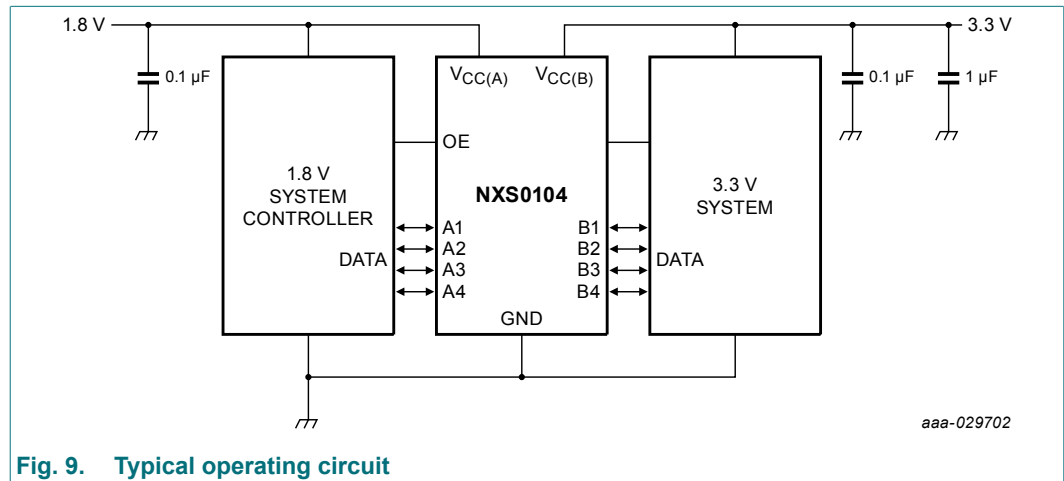 1.8 V
3.3 V
0.1 µF
VCC(A)
VCC(B)
0.1 µF
1 µF
OE
1.8 V
SYSTEM
CONTROLLER
NXS0104
3.3 V
SYSTEM
DATA
A1
A2
A3
A4
B1
B2
B3
B4
DATA
GND
aaa-029702
Fig. 9. Typical operating circuit